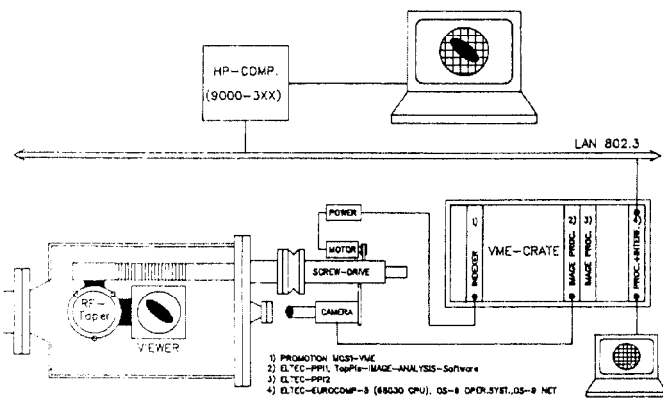 HP-COMP.
(9000-3XX)
LAN 802.3
POWER
MOTOR
SCREW-DRIVE
CAMERA
RF-
Taper
VIEWER
INDEXER
1)
VME-CRATE
IMAGE PROC.
2)
IMAGE PROC.
3)
PROC.+INTERF.
4)
1) PROMOTION MCS1-VME
2) ELTEC-PPI1, TopPix-IMAGE-ANALYSIS-Software
3) ELTEC-PPI2
4) ELTEC-EUROCOMP-5 (68030 CPU), OS-9 OPER.SYST.,OS-9 NET